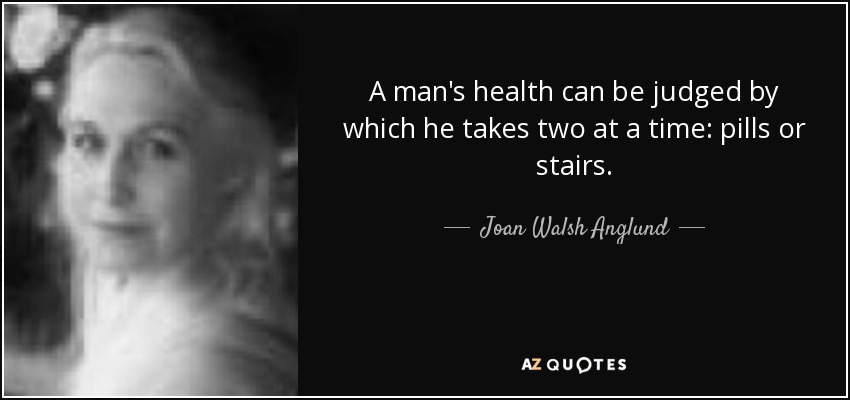 A man's health can be judged by
which he takes two at a time: pills or
stairs.
Joan Walsh Anglund
AZ QUOTES